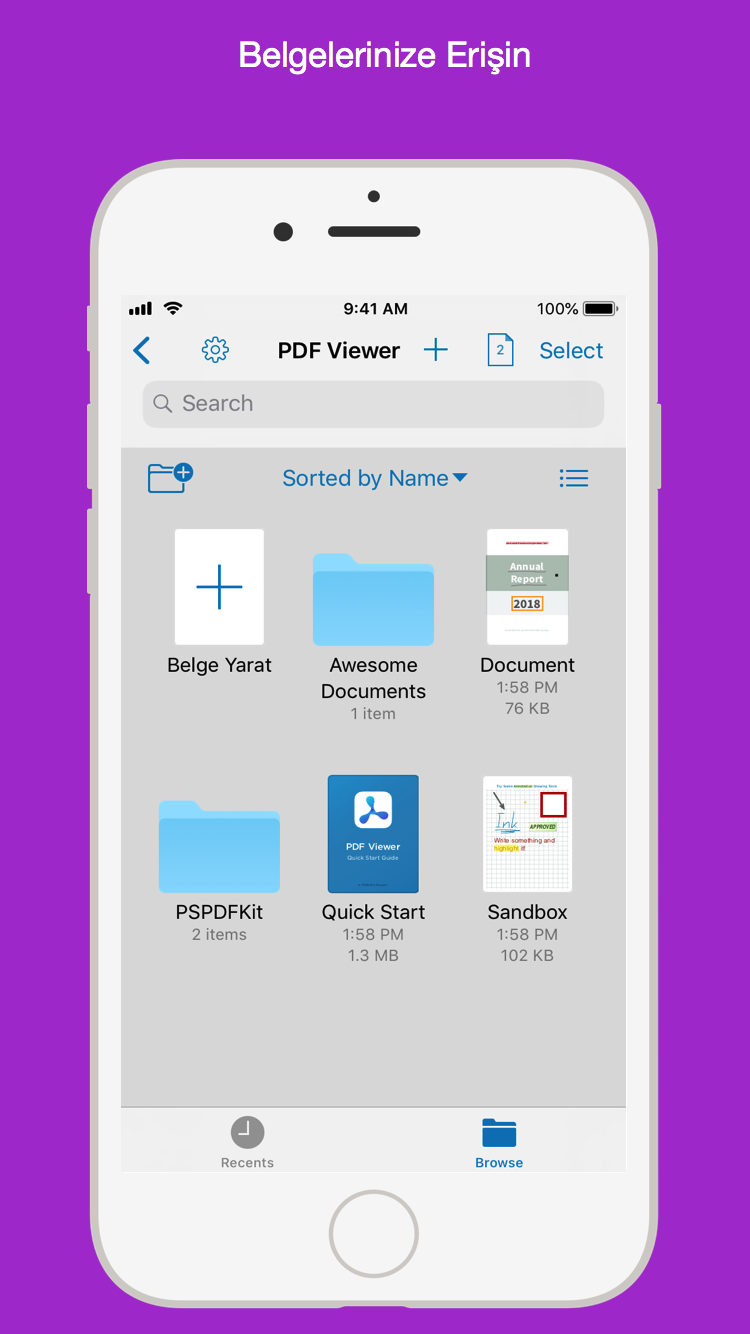 Belgelerinize Erişin
9:41 AM
100%
PDF Viewer
2
Select
Search
Sorted by Name
Annual
Report
2018
Belge Yarat
Awesome
Documents
1 item
Document
1:58 PM
76 KB
PDF Viewer
Quick Start Guide
Ink
APPROVED
Write something and
highlight it!
PSPDFKit
2 items
Quick Start
1:58 PM
1.3 MB
Sandbox
1:58 PM
102 KB
Recents
Browse